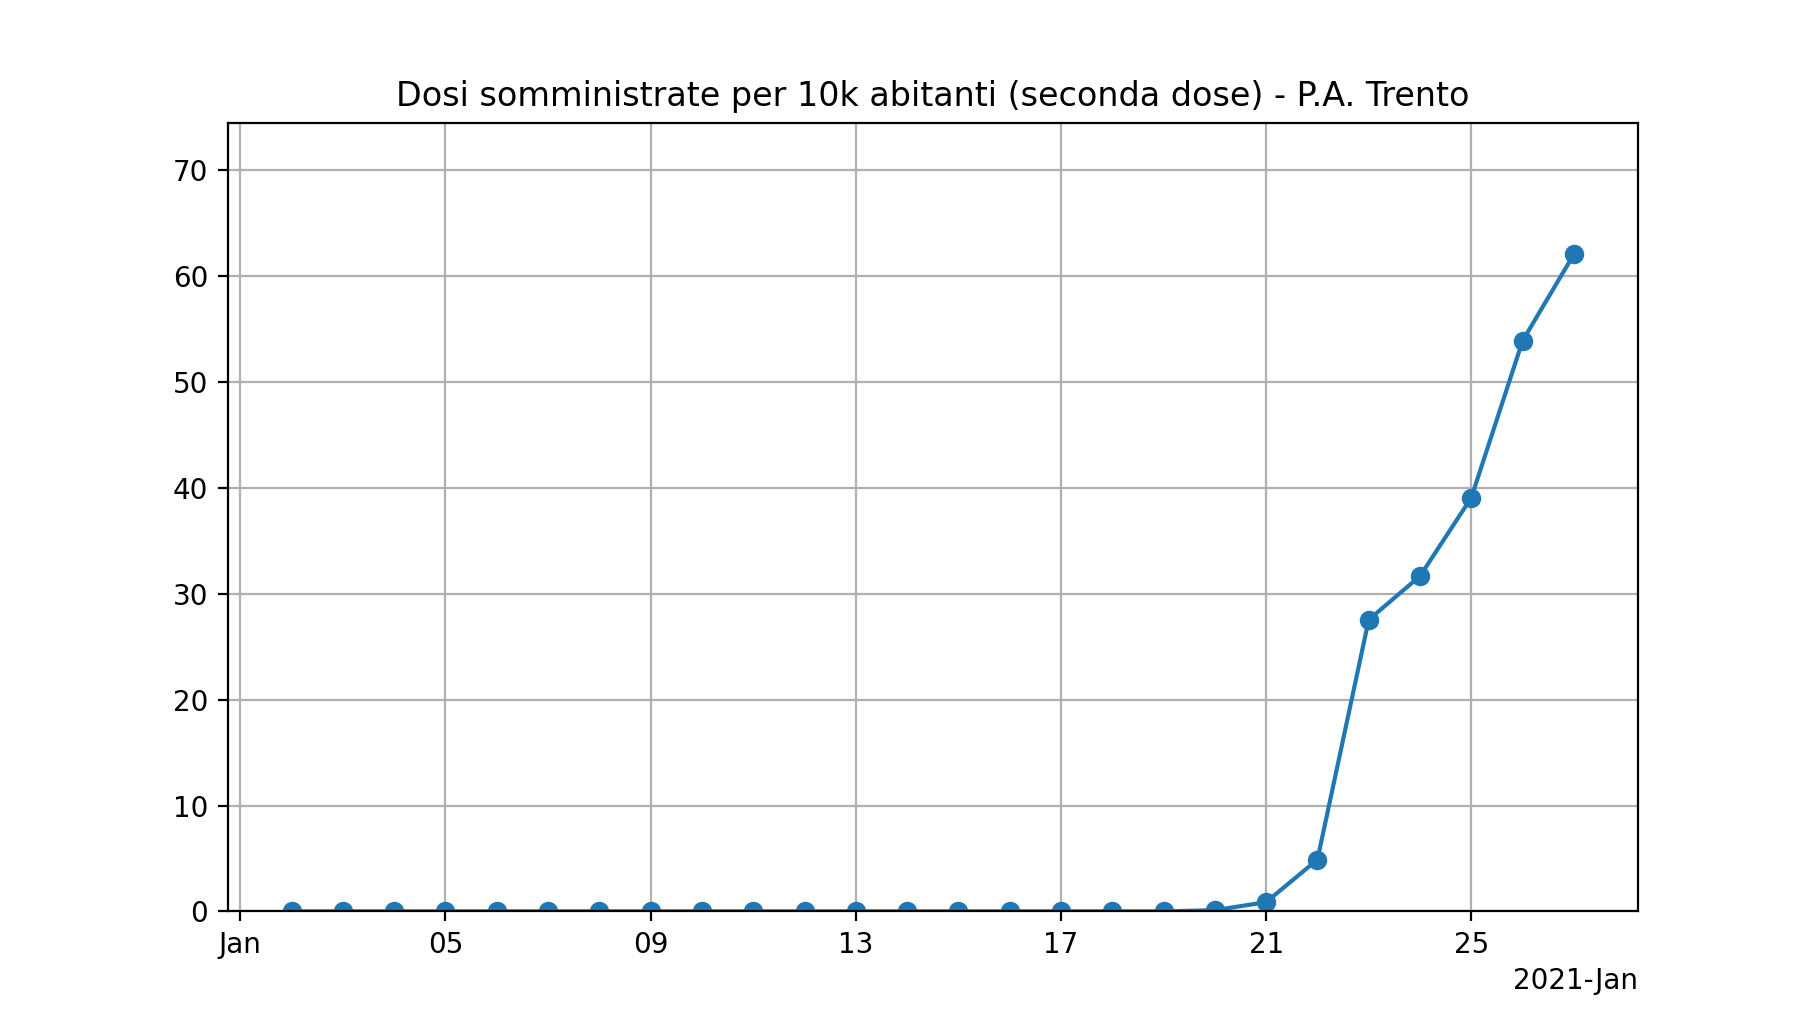 Dosi somministrate per 10k abitanti (seconda dose) - P.A. Trento
70
60
50
40
30
20
10
0
Jan 05 09 13 17 21 25
2021-Jan